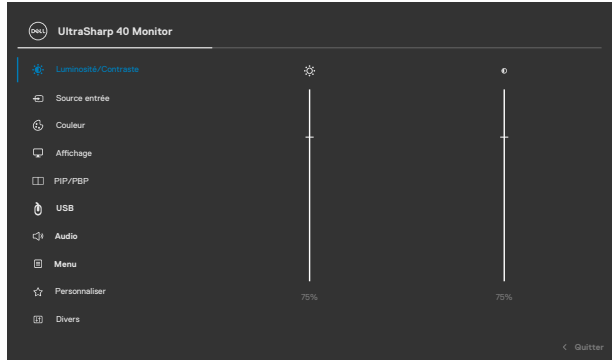 DELL UltraSharp 40 Monitor
Luminosité/Contraste
Source entrée
Couleur
Affichage
PIP/PBP
USB
Audio
Menu
Personnaliser
Divers
75% 75%
< Quitter